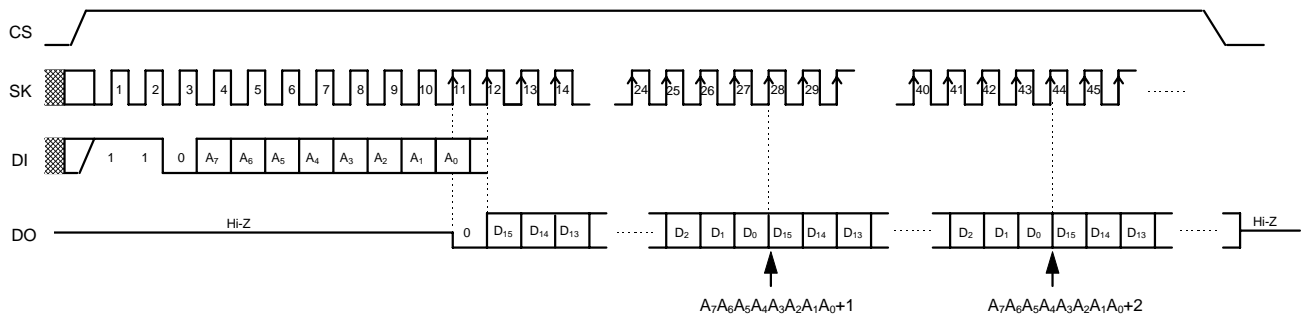 CS
SK 1 2 3 4 5 6 7 8 9 10 11 12 13 14 24 25 26 27 28 29 40 41 42 43 44 45
DI 1 1 0 A₇ A₆ A₅ A₄ A₃ A₂ A₁ A₀
Hi-Z Hi-Z
DO 0 D₁₅ D₁₄ D₁₃ D₂ D₁ D₀ D₁₅ D₁₄ D₁₃ D₂ D₁ D₀ D₁₅ D₁₄ D₁₃
A₇A₆A₅A₄A₃A₂A₁A₀+1 A₇A₆A₅A₄A₃A₂A₁A₀+2